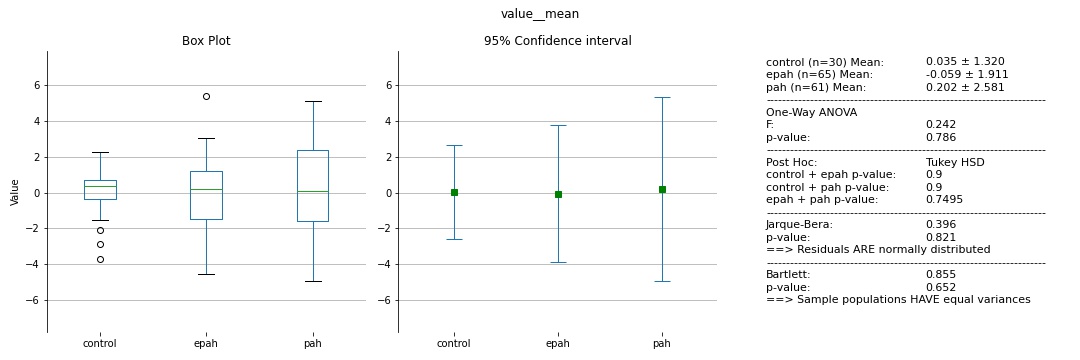 value__mean
Box Plot
Value
6
4
2
0
−2
−4
−6
control epah pah
95% Confidence interval
6
4
2
0
−2
−4
−6
control epah pah
control (n=30) Mean: 0.035 ± 1.320
epah (n=65) Mean: -0.059 ± 1.911
pah (n=61) Mean: 0.202 ± 2.581
One-Way ANOVA
F: 0.242
p-value: 0.786
Post Hoc: Tukey HSD
control + epah p-value: 0.9
control + pah p-value: 0.9
epah + pah p-value: 0.7495
Jarque-Bera: 0.396
p-value: 0.821
==> Residuals ARE normally distributed
Bartlett: 0.855
p-value: 0.652
==> Sample populations HAVE equal variances